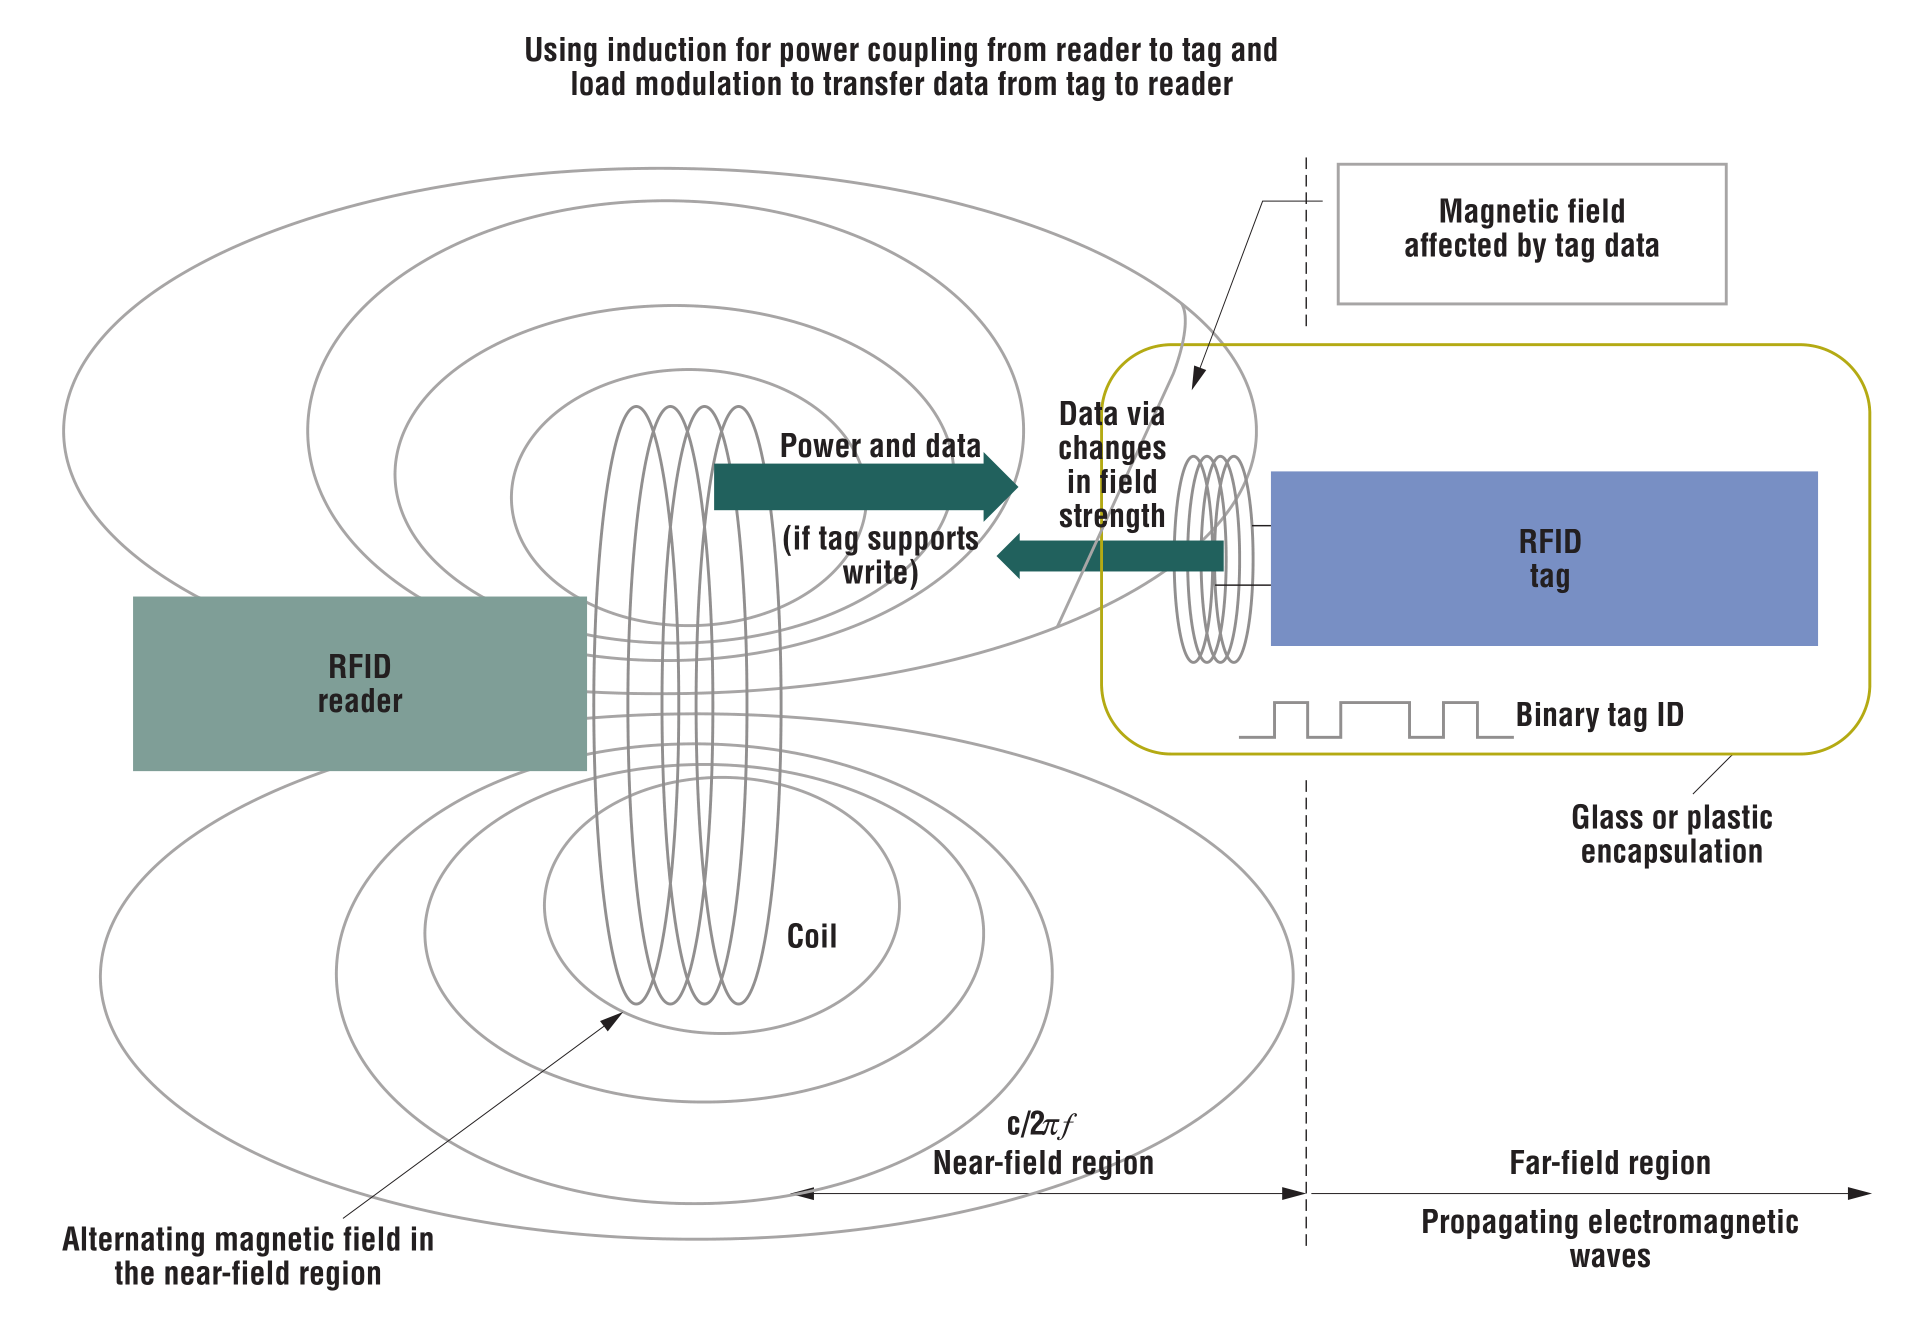 Using induction for power coupling from reader to tag and
load modulation to transfer data from tag to reader
Magnetic field
affected by tag data
Data via
changes
in field
strength
Power and data
(if tag supports
write)
RFID
tag
RFID
reader
Binary tag ID
Glass or plastic
encapsulation
Coil
c/2πf
Near-field region
Far-field region
Propagating electromagnetic
waves
Alternating magnetic field in
the near-field region